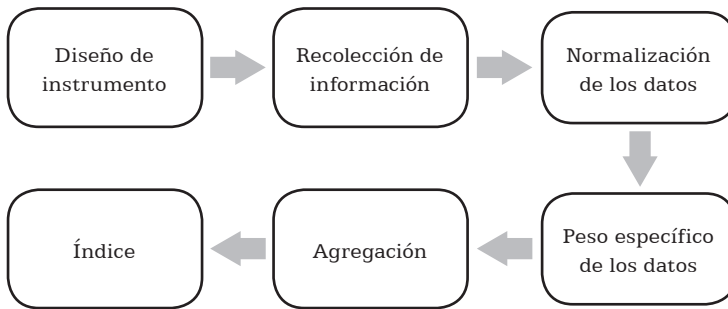 Diseño de
instrumento
Recolección de
información
Normalización
de los datos
Peso específico
de los datos
Agregación
Índice